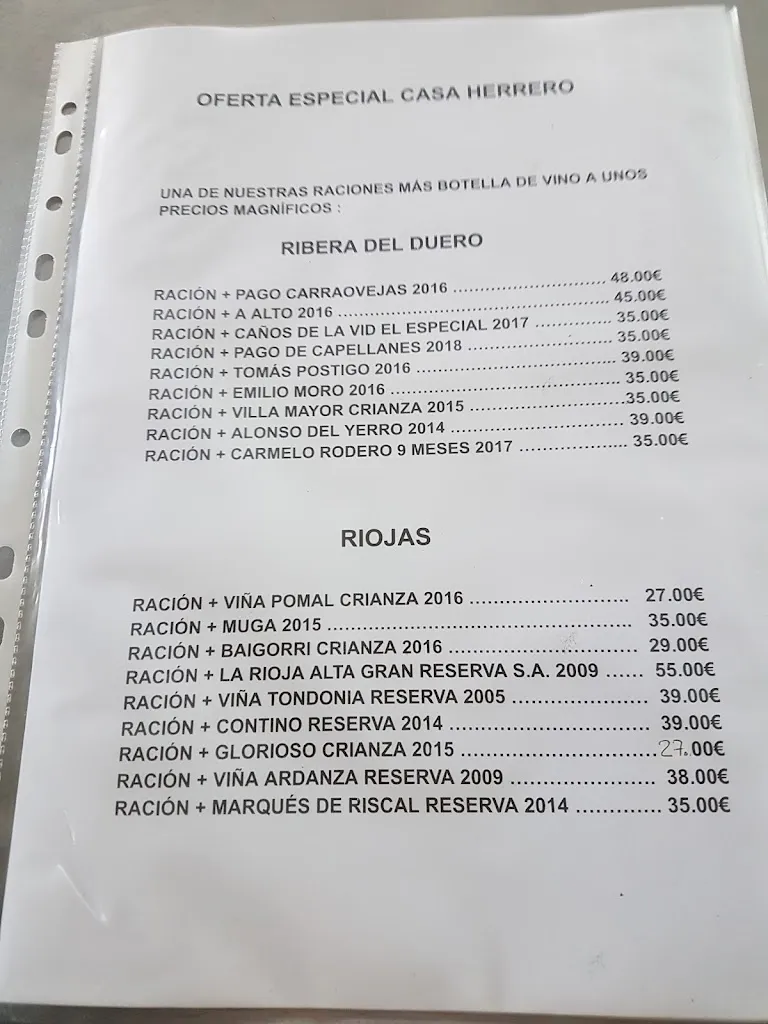 OFERTA ESPECIAL CASA HERRERO
UNA DE NUESTRAS RACIONES MÁS BOTELLA DE VINO A UNOS
PRECIOS MAGNÍFICOS :
RIBERA DEL DUERO
RACIÓN + PAGO CARRAOVEJAS 2016 ............................ 48.00€
RACIÓN + A ALTO 2016 ................................................. 45.00€
RACIÓN + CAÑOS DE LA VID EL ESPECIAL 2017 .............. 35.00€
RACIÓN + PAGO DE CAPELLANES 2018 .......................... 35.00€
RACIÓN + TOMÁS POSTIGO 2016 .................................... 39.00€
RACIÓN + EMILIO MORO 2016 ......................................... 35.00€
RACIÓN + VILLA MAYOR CRIANZA 2015 ...........................35.00€
RACIÓN + ALONSO DEL YERRO 2014 ............................... 39.00€
RACIÓN + CARMELO RODERO 9 MESES 2017 ................... 35.00€
RIOJAS
RACIÓN + VIÑA POMAL CRIANZA 2016 .......................... 27.00€
RACIÓN + MUGA 2015 .................................................. 35.00€
RACIÓN + BAIGORRI CRIANZA 2016 .............................. 29.00€
RACIÓN + LA RIOJA ALTA GRAN RESERVA S.A. 2009 ...... 55.00€
RACIÓN + VIÑA TONDONIA RESERVA 2005 ...................... 39.00€
RACIÓN + CONTINO RESERVA 2014 ................................ 39.00€
RACIÓN + GLORIOSO CRIANZA 2015 ...............................27.00€
RACIÓN + VIÑA ARDANZA RESERVA 2009 ....................... 38.00€
RACIÓN + MARQUÉS DE RISCAL RESERVA 2014 ............. 35.00€